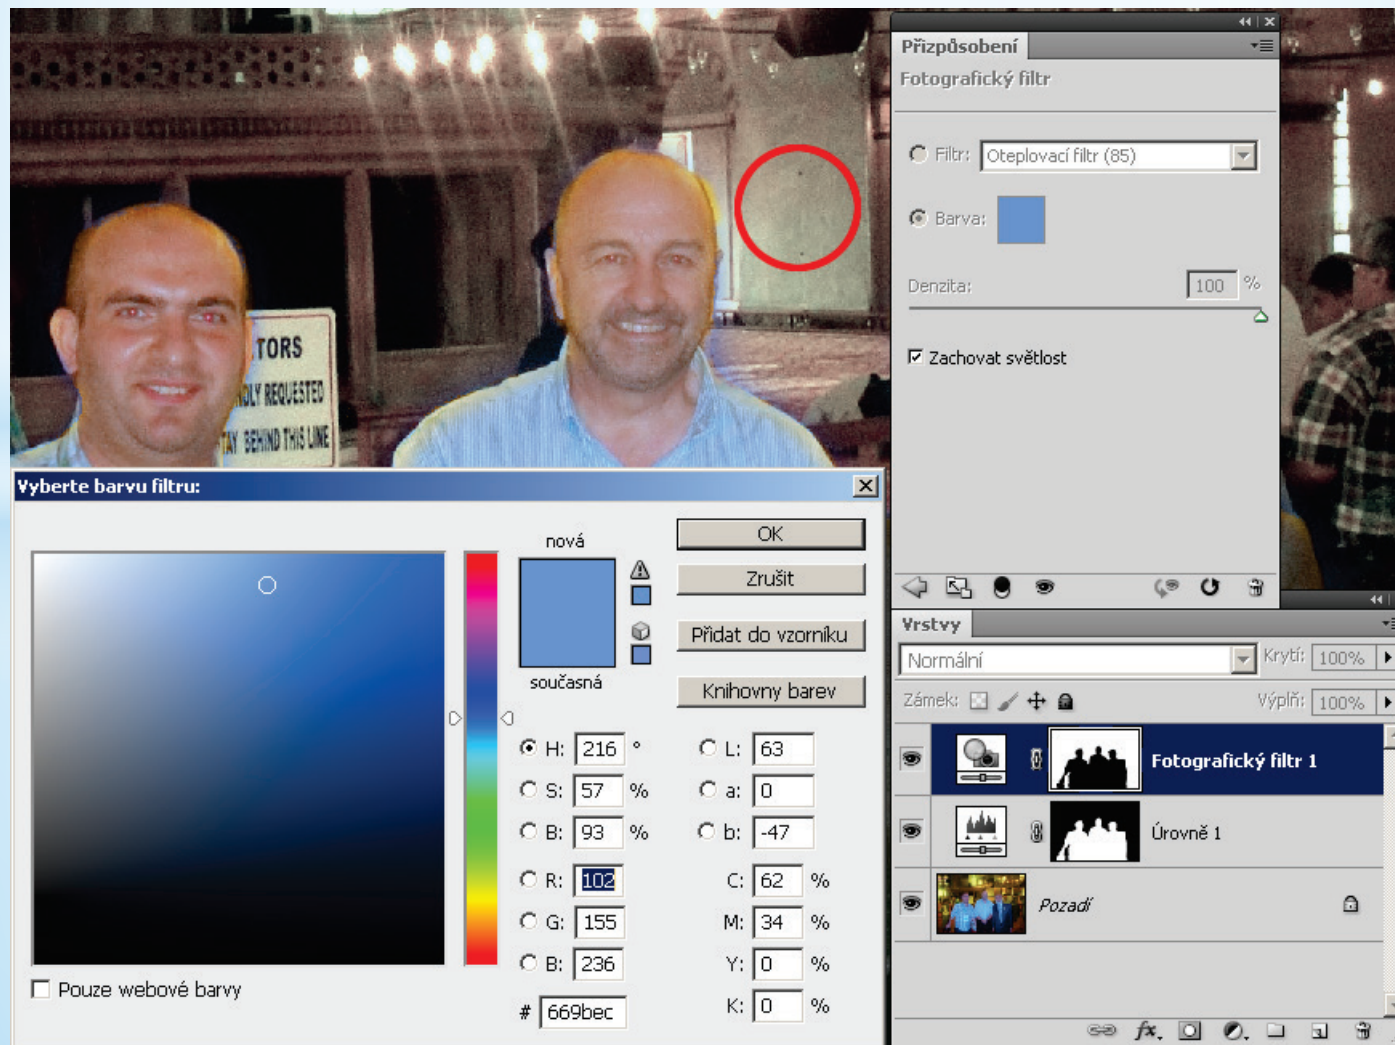 Přizpůsobení
Fotografický filtr
Filtr: Oteplovací filtr (85)
Barva:
Denzita: 100 %
Zachovat světlost
TORS
DLY REQUESTED
TAY BEHIND THIS LINE
Vyberte barvu filtru:
nová
současná
OK
Zrušit
Přidat do vzorníku
Knihovny barev
H: 216 °
S: 57 %
B: 93 %
R: 102
G: 155
B: 236
# 669bec
L: 63
a: 0
b: -47
C: 62 %
M: 34 %
Y: 0 %
K: 0 %
Pouze webové barvy
Vrstvy
Normální Krytí: 100%
Zámek: Výplň: 100%
Fotografický filtr 1
Úrovně 1
Pozadí
fx.